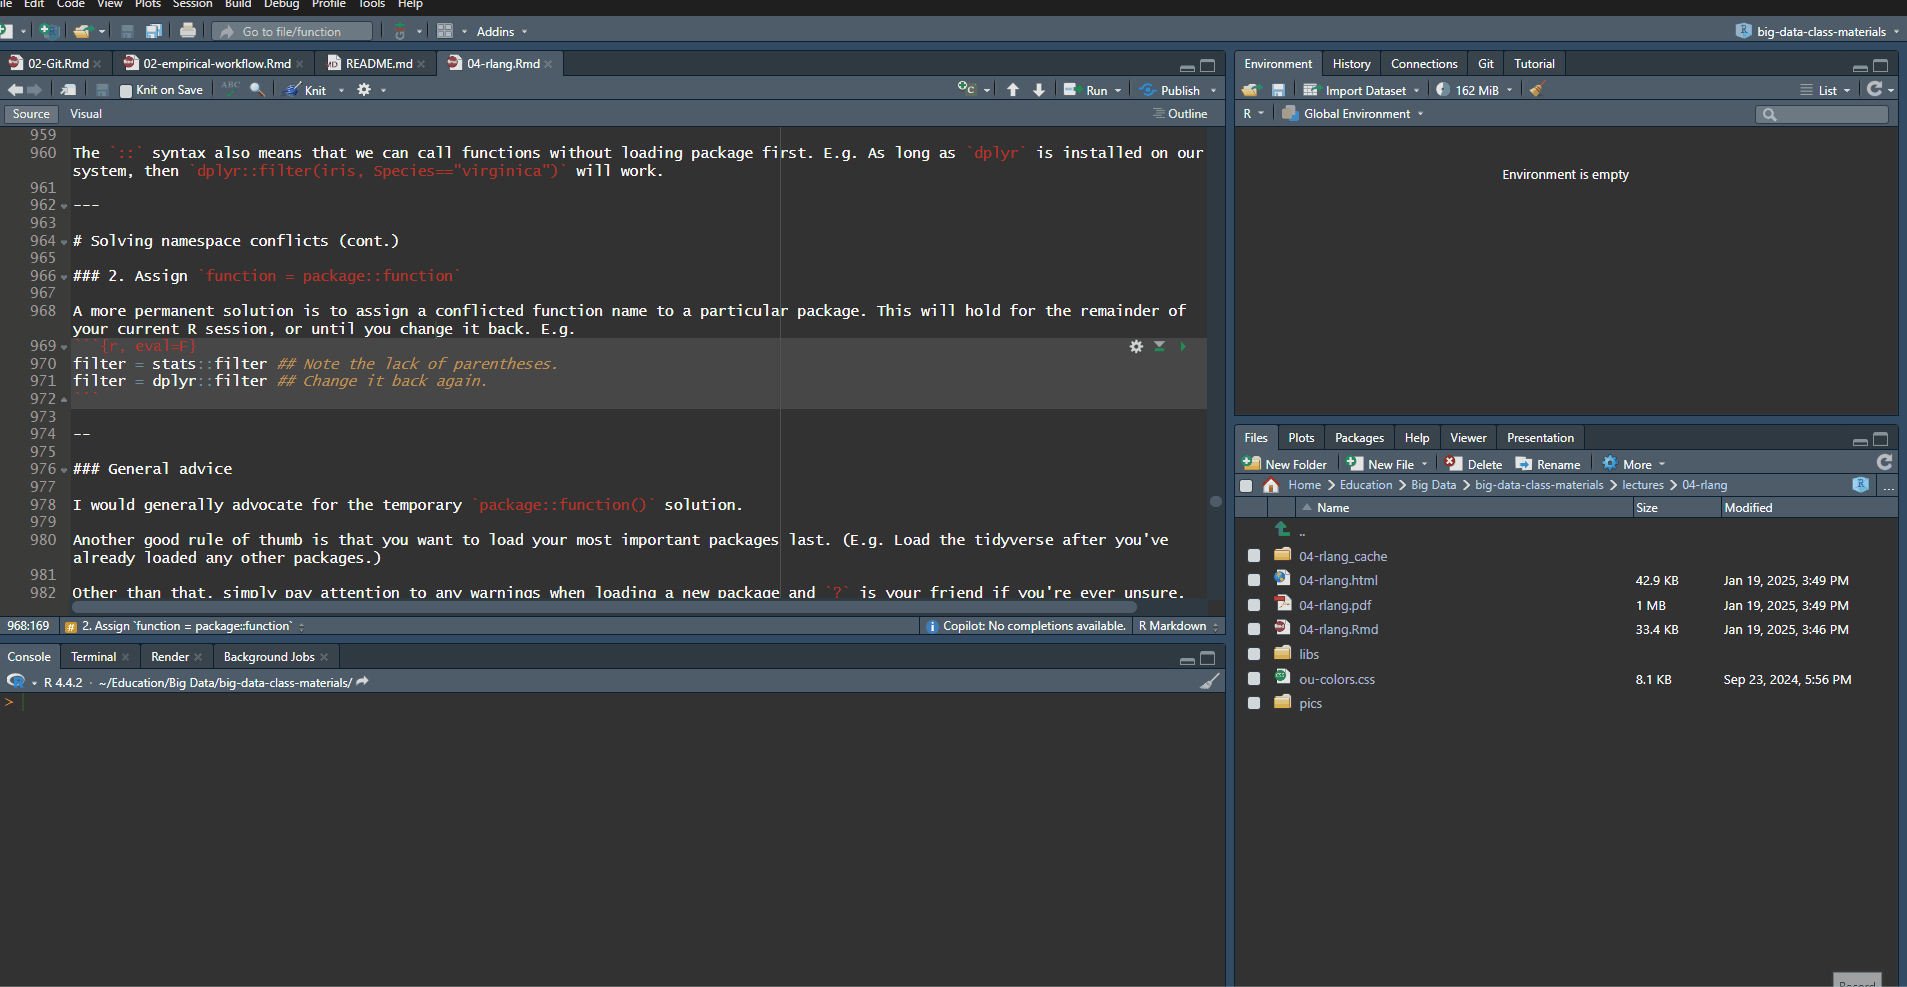 ile Edit Code View Plots Session Build Debug Profile Tools Help
Go to file/function
Addins
big-data-class-materials
02-Git.Rmd
02-empirical-workflow.Rmd
README.md
04-rlang.Rmd
Knit on Save
ABC
Knit
Run
Publish
Source
Visual
Outline
959
960 The `::` syntax also means that we can call functions without loading package first. E.g. As long as `dplyr` is installed on our
system, then `dplyr::filter(iris, Species=="virginica")` will work.
961
962 ---
963
964 # Solving namespace conflicts (cont.)
965
966 ### 2. Assign `function = package::function`
967
968 A more permanent solution is to assign a conflicted function name to a particular package. This will hold for the remainder of
your current R session, or until you change it back. E.g.
969 ```{r, eval=F}
970 filter = stats::filter ## Note the lack of parentheses.
971 filter = dplyr::filter ## Change it back again.
972 ```
973
974 --
975
976 ### General advice
977
978 I would generally advocate for the temporary `package::function()` solution.
979
980 Another good rule of thumb is that you want to load your most important packages last. (E.g. Load the tidyverse after you've
already loaded any other packages.)
981
982 Other than that, simply pay attention to any warnings when loading a new package and `?` is your friend if you're ever unsure.
968:169
# 2. Assign `function = package::function`
Copilot: No completions available.
R Markdown
Console
Terminal
Render
Background Jobs
R 4.4.2 · ~/Education/Big Data/big-data-class-materials/
>
Environment
History
Connections
Git
Tutorial
Import Dataset
162 MiB
List
R
Global Environment
Environment is empty
Files
Plots
Packages
Help
Viewer
Presentation
New Folder
New File
Delete
Rename
More
Home > Education > Big Data > big-data-class-materials > lectures > 04-rlang
...
Name Size Modified
..
04-rlang_cache
04-rlang.html 42.9 KB Jan 19, 2025, 3:49 PM
04-rlang.pdf 1 MB Jan 19, 2025, 3:49 PM
04-rlang.Rmd 33.4 KB Jan 19, 2025, 3:46 PM
libs
ou-colors.css 8.1 KB Sep 23, 2024, 5:56 PM
pics
Record